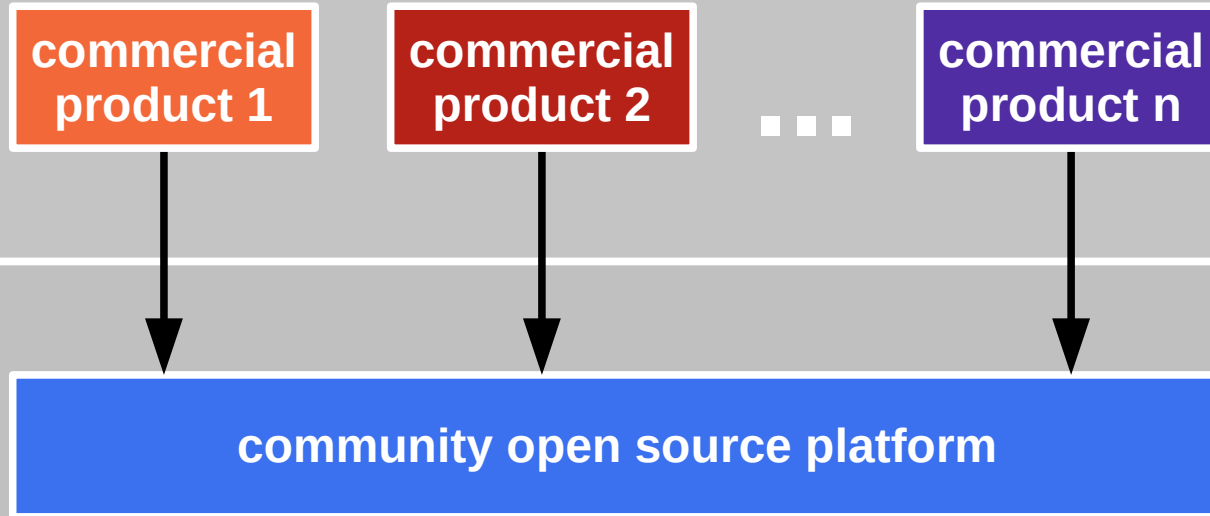 commercial
product 1
commercial
product 2
...
commercial
product n
community open source platform